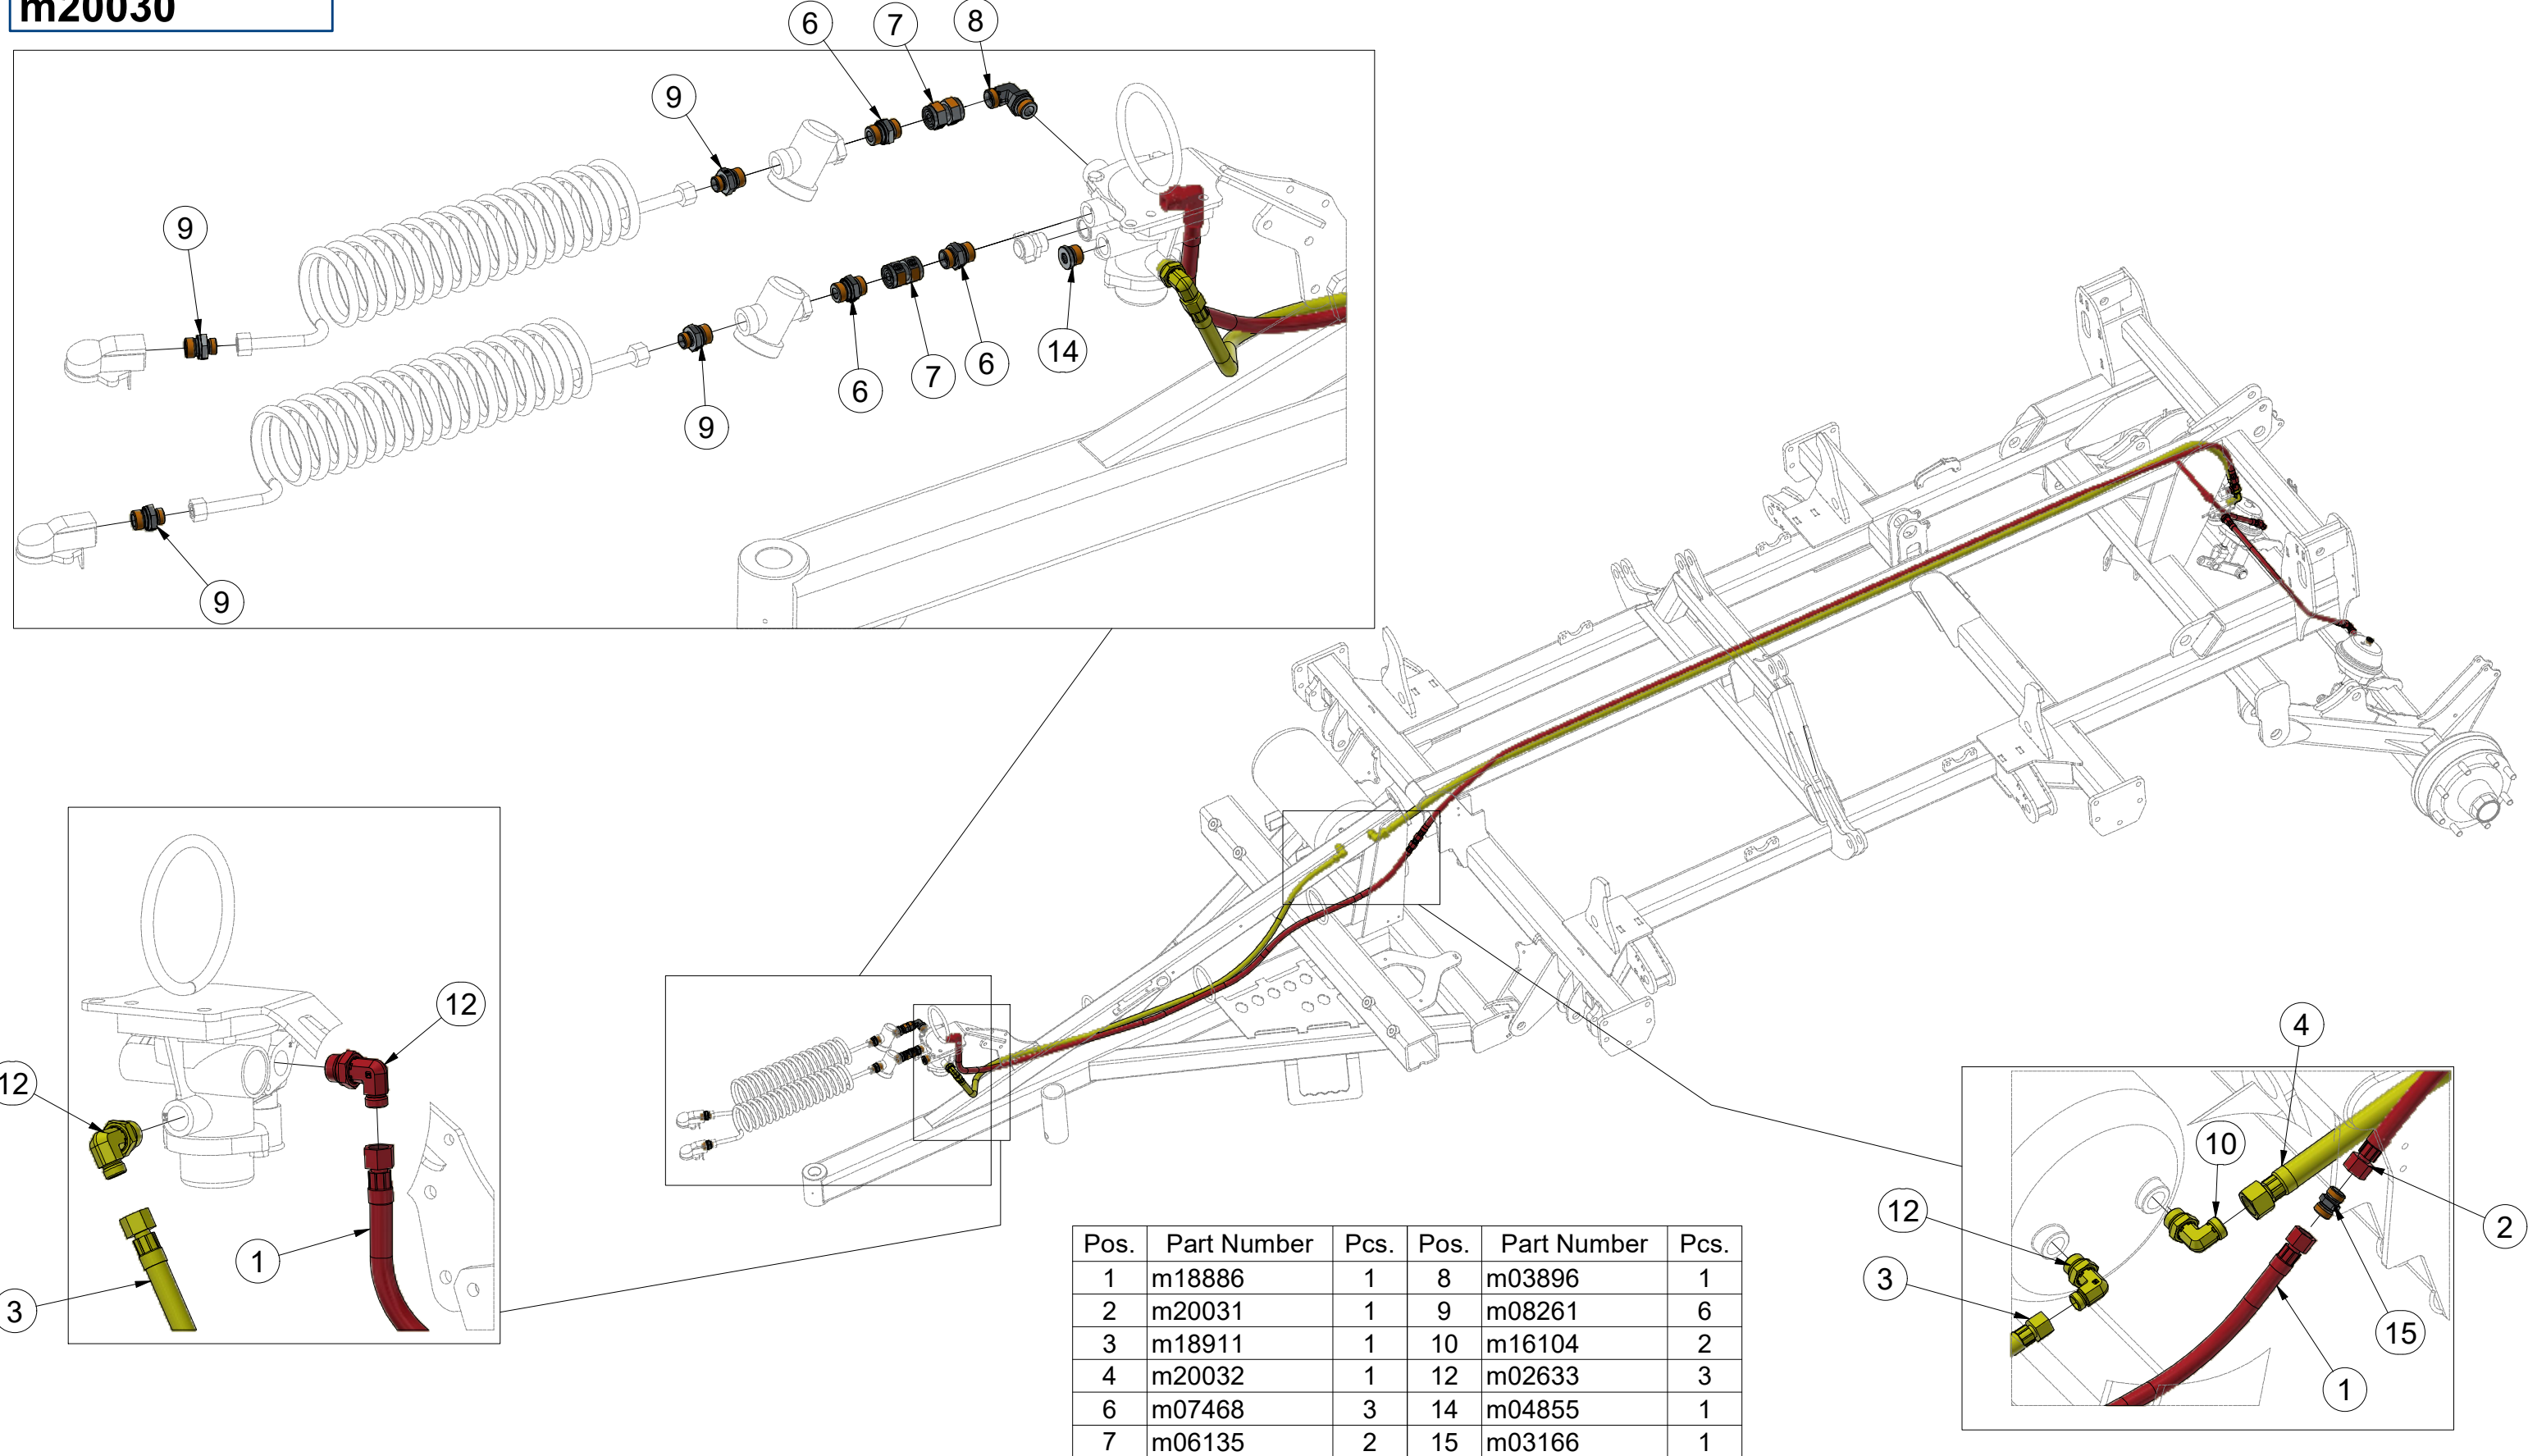 m20030
6
7
8
9
9
14
6
7
6
9
9
12
12
1
3
4
10
12
2
3
15
1
Pos. Part Number Pcs. Pos. Part Number Pcs.
1 m18886 1 8 m03896 1
2 m20031 1 9 m08261 6
3 m18911 1 10 m16104 2
4 m20032 1 12 m02633 3
6 m07468 3 14 m04855 1
7 m06135 2 15 m03166 1